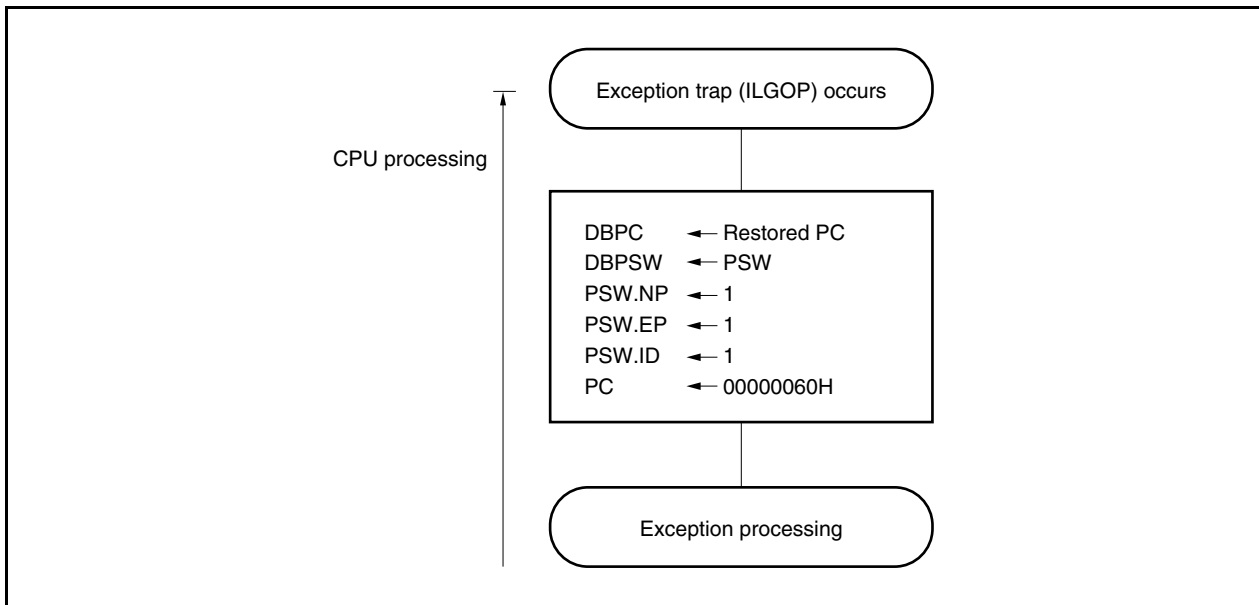 Exception trap (ILGOP) occurs
CPU processing
DBPC ← Restored PC
DBPSW ← PSW
PSW.NP ← 1
PSW.EP ← 1
PSW.ID ← 1
PC ← 00000060H
Exception processing